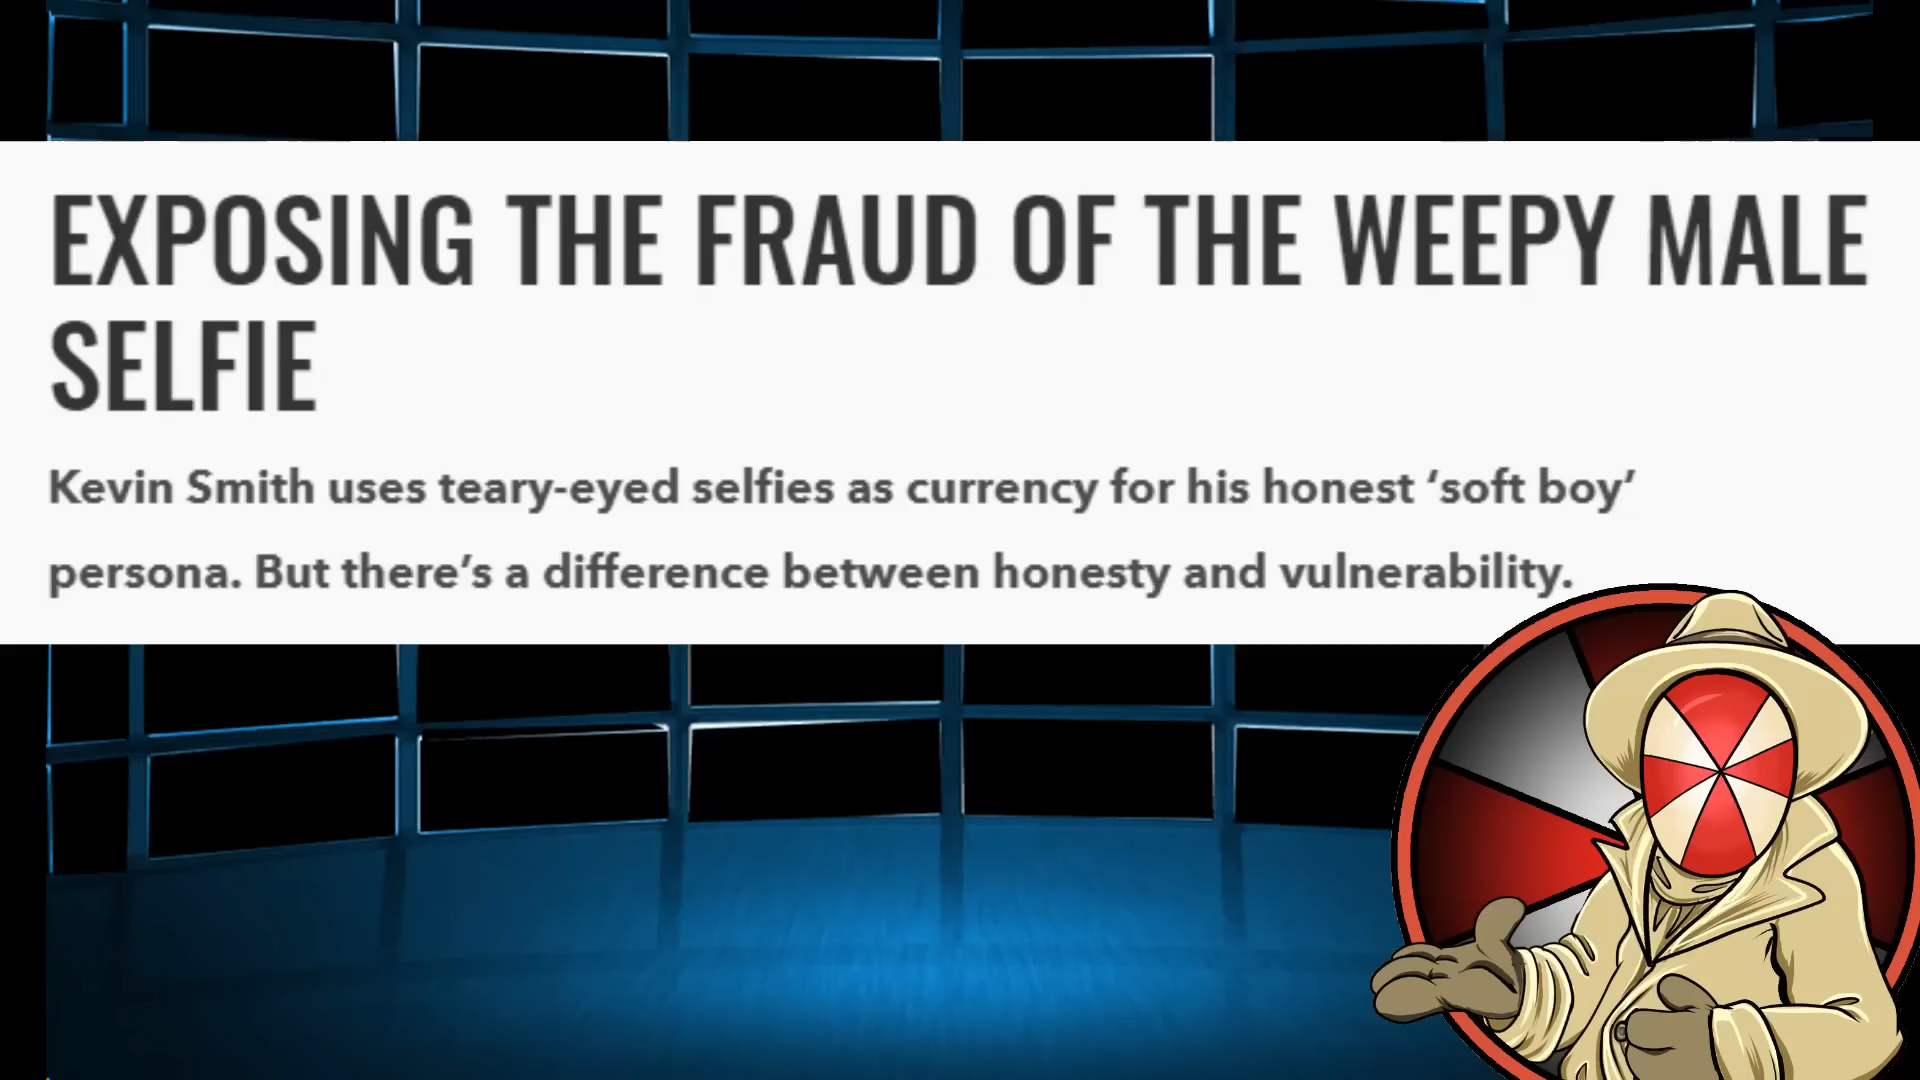 EXPOSING THE FRAUD OF THE WEEPY MALE
SELFIE
Kevin Smith uses teary-eyed selfies as currency for his honest ‘soft boy’
persona. But there’s a difference between honesty and vulnerability.